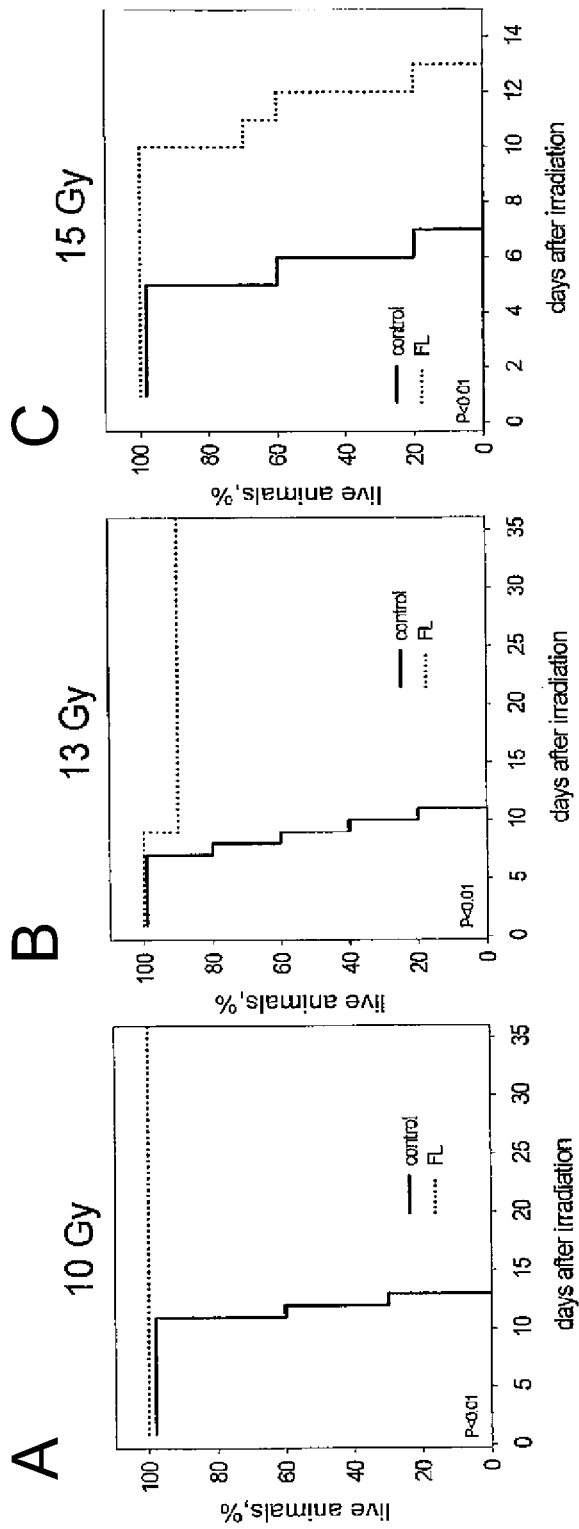 A
10 Gy
live animals,%
100
80
60
40
20
0
P<0.01
control
FL
0 5 10 15 20 25 30 35
days after irradiation
B
13 Gy
live animals,%
100
80
60
40
20
0
P<0.01
control
FL
0 5 10 15 20 25 30 35
days after irradiation
C
15 Gy
live animals,%
100
80
60
40
20
0
control
FL
P<0.01
0 2 4 6 8 10 12 14
days after irradiation